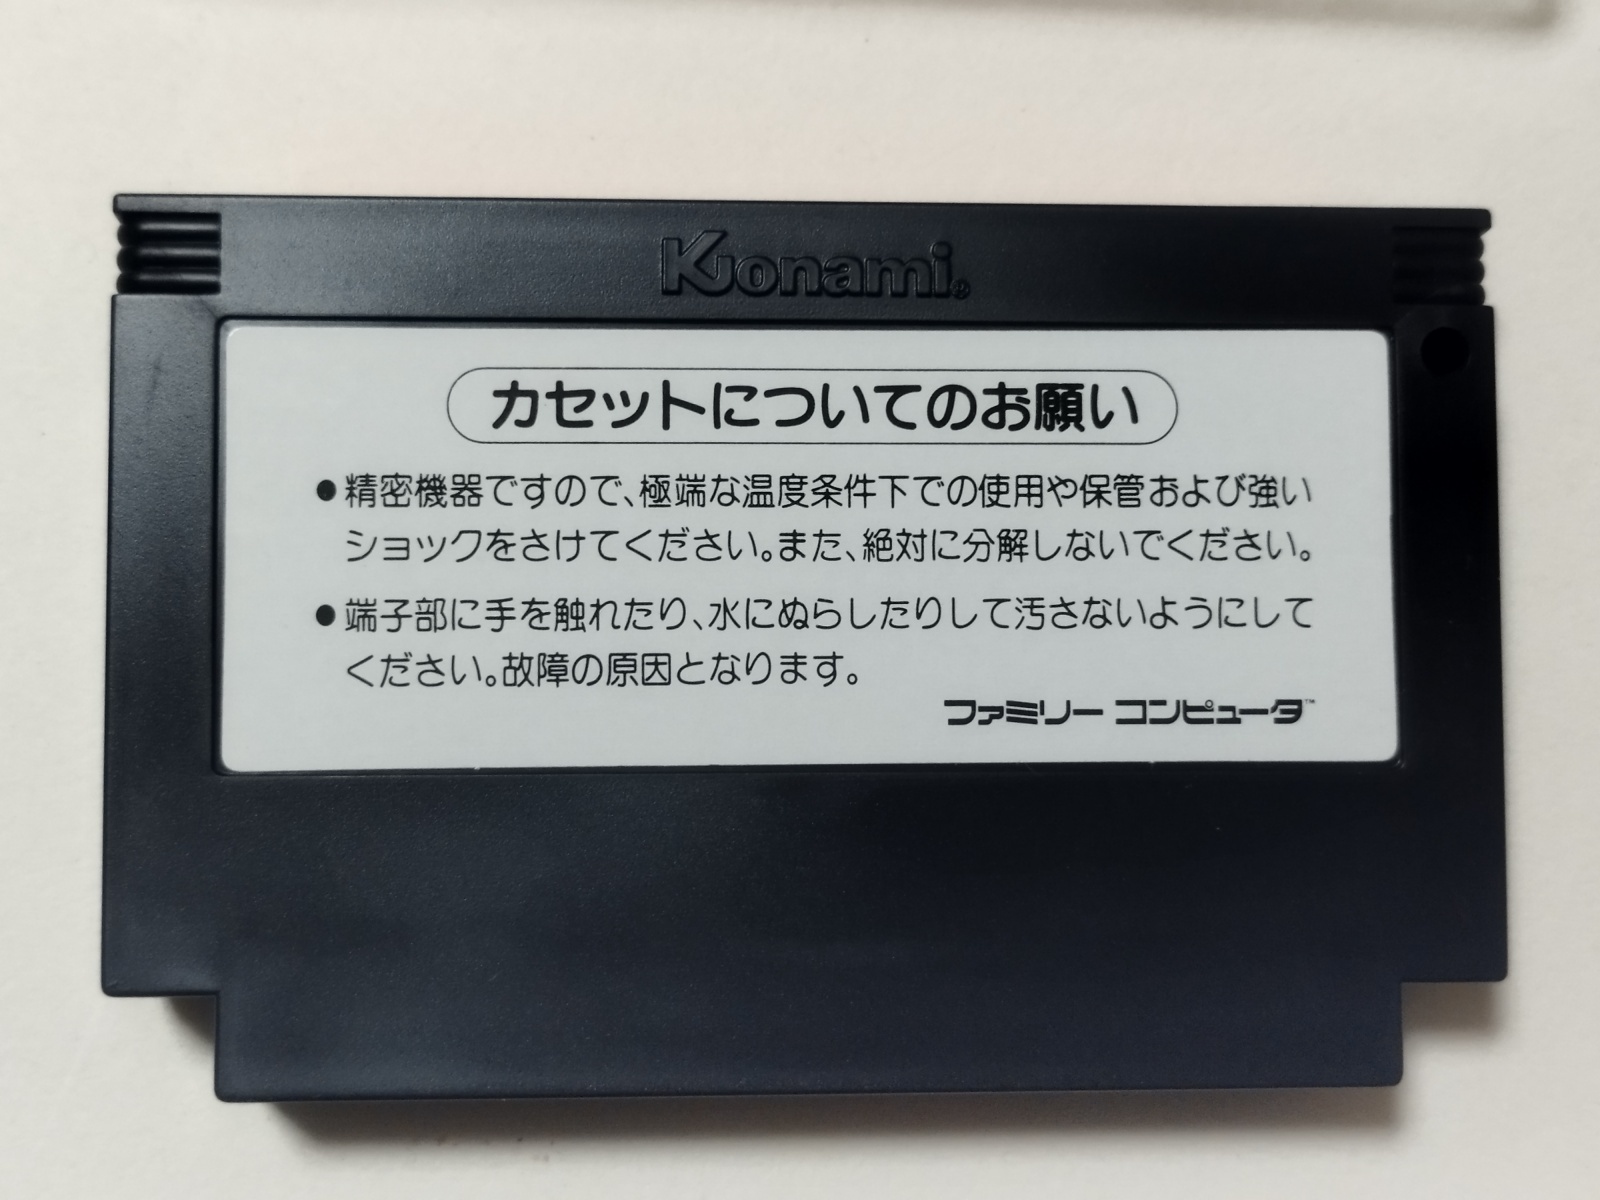 Konami®
カセットについてのお願い
●精密機器ですので、極端な温度条件下での使用や保管および強い
ショックをさけてください。また、絶対に分解しないでください。
●端子部に手を触れたり、水にぬらしたりして汚さないようにして
ください。故障の原因となります。
ファミリー コンピュータ™